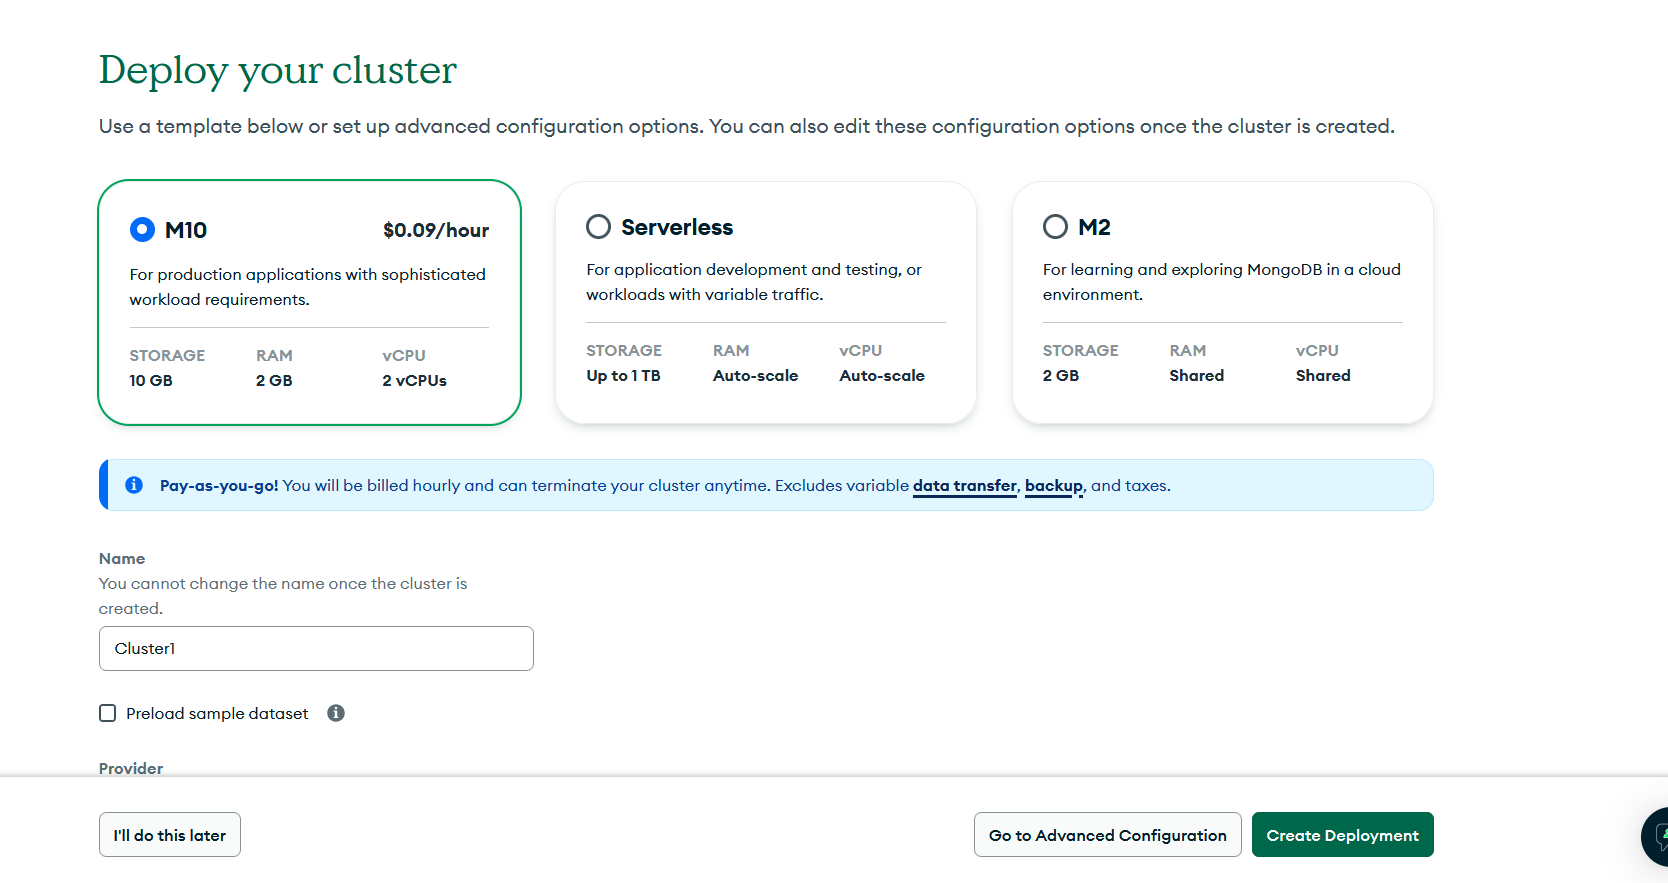 Deploy your cluster
Use a template below or set up advanced configuration options. You can also edit these configuration options once the cluster is created.
M10 $0.09/hour
For production applications with sophisticated
workload requirements.
STORAGE RAM vCPU
10 GB 2 GB 2 vCPUs
Serverless
For application development and testing, or
workloads with variable traffic.
STORAGE RAM vCPU
Up to 1 TB Auto-scale Auto-scale
M2
For learning and exploring MongoDB in a cloud
environment.
STORAGE RAM vCPU
2 GB Shared Shared
Pay-as-you-go! You will be billed hourly and can terminate your cluster anytime. Excludes variable data transfer, backup, and taxes.
Name
You cannot change the name once the cluster is
created.
Cluster1
Preload sample dataset
Provider
I'll do this later
Go to Advanced Configuration
Create Deployment